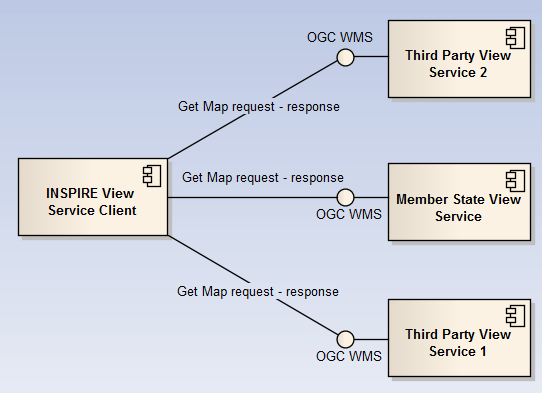 OGC WMS
Third Party View
Service 2
Get Map request - response
Get Map request - response
INSPIRE View
Service Client
Member State View
Service
OGC WMS
Get Map request - response
Third Party View
Service 1
OGC WMS